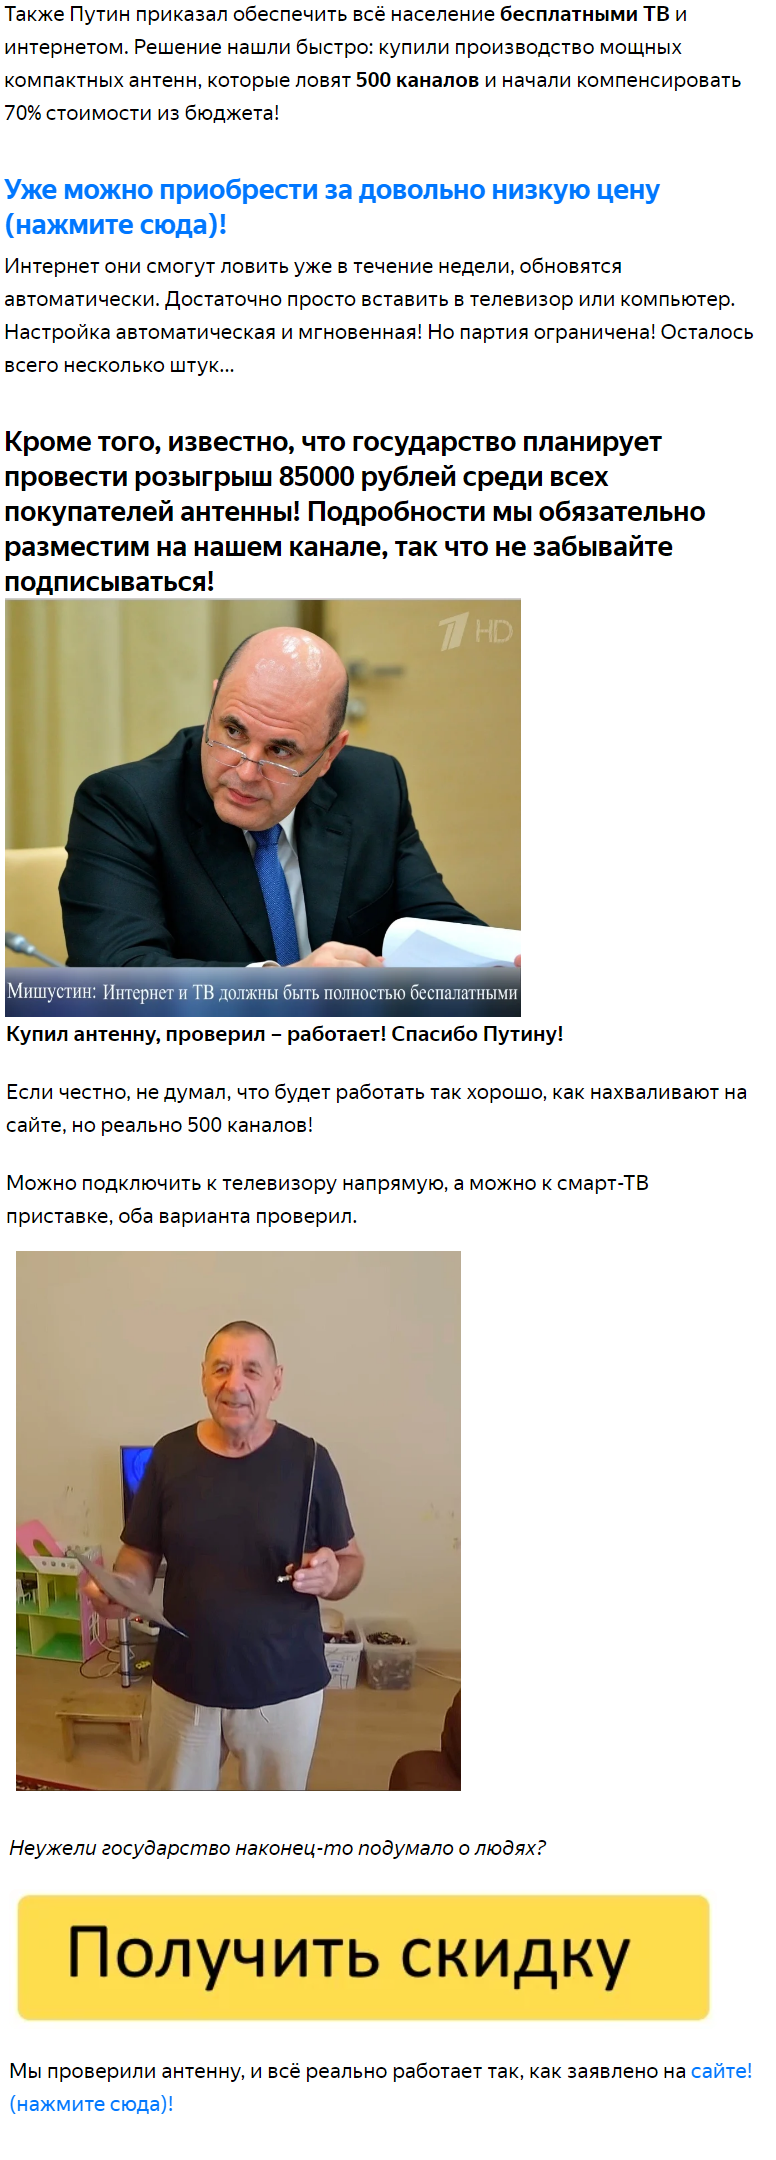 Также Путин приказал обеспечить всё население бесплатными ТВ и
интернетом. Решение нашли быстро: купили производство мощных
компактных антенн, которые ловят 500 каналов и начали компенсировать
70% стоимости из бюджета!
Уже можно приобрести за довольно низкую цену
(нажмите сюда)!
Интернет они смогут ловить уже в течение недели, обновятся
автоматически. Достаточно просто вставить в телевизор или компьютер.
Настройка автоматическая и мгновенная! Но партия ограничена! Осталось
всего несколько штук...
Кроме того, известно, что государство планирует
провести розыгрыш 85000 рублей среди всех
покупателей антенны! Подробности мы обязательно
разместим на нашем канале, так что не забывайте
подписываться!
HD
Мишустин: Интернет и ТВ должны быть полностью беспалатными
Купил антенну, проверил – работает! Спасибо Путину!
Если честно, не думал, что будет работать так хорошо, как нахваливают на
сайте, но реально 500 каналов!
Можно подключить к телевизору напрямую, а можно к смарт-ТВ
приставке, оба варианта проверил.
Неужели государство наконец-то подумало о людях?
Получить скидку
Мы проверили антенну, и всё реально работает так, как заявлено на сайте!
(нажмите сюда)!